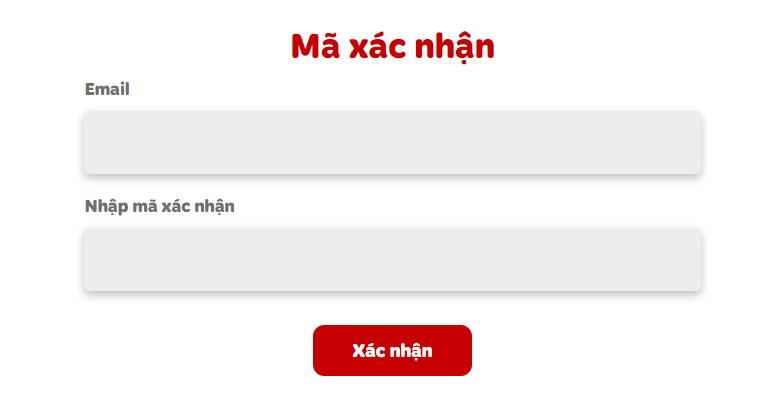 Mã xác nhận
Email
Nhập mã xác nhận
Xác nhận